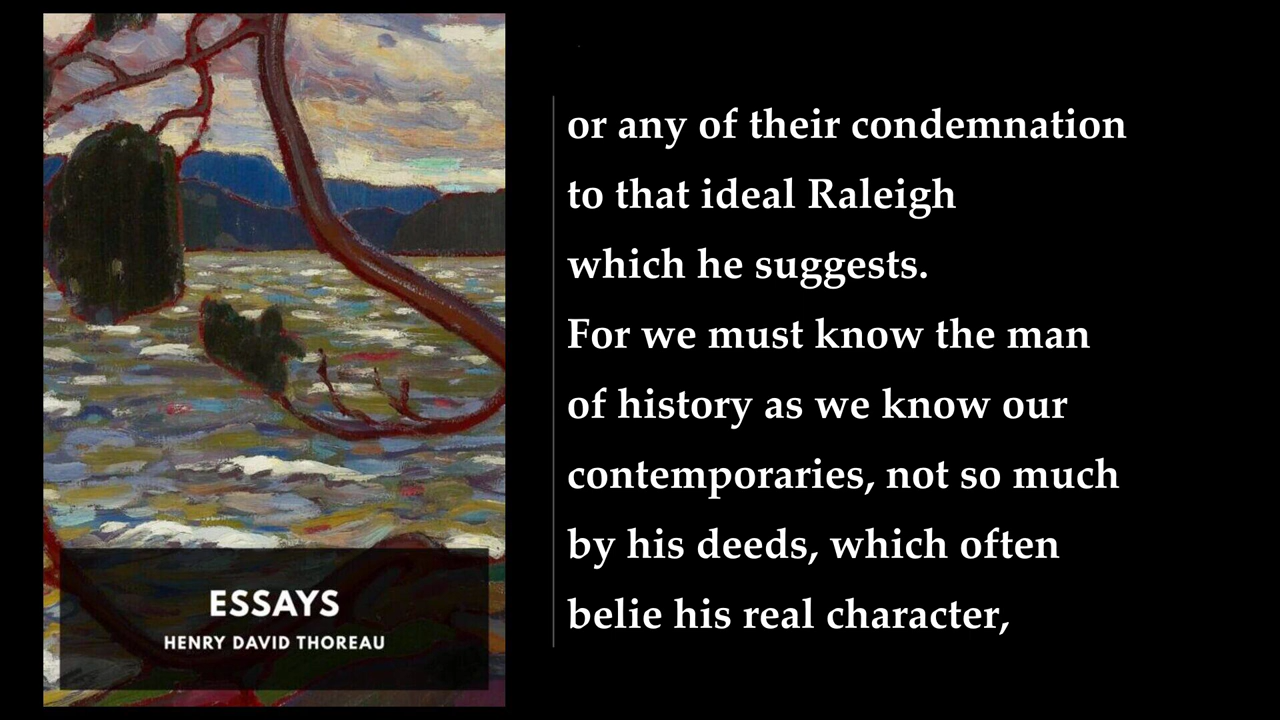 or any of their condemnation
to that ideal Raleigh
which he suggests.
For we must know the man
of history as we know our
contemporaries, not so much
by his deeds, which often
belie his real character,
ESSAYS
HENRY DAVID THOREAU